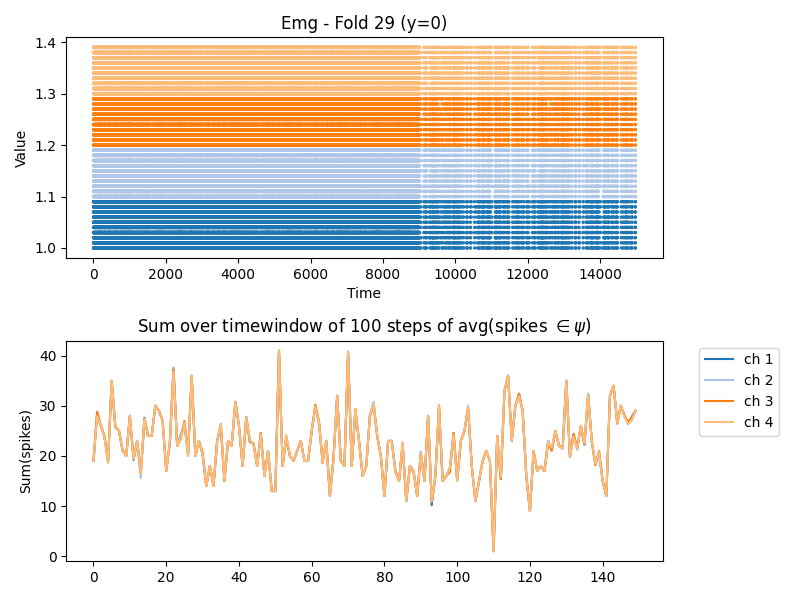 Emg - Fold 29 (y=0)
Value
1.4
1.3
1.2
1.1
1.0
0
2000
4000
6000
8000
10000
12000
14000
Time
Sum over timewindow of 100 steps of avg(spikes ∈ψ)
Sum(spikes)
40
30
20
10
0
0
20
40
60
80
100
120
140
ch 1
ch 2
ch 3
ch 4